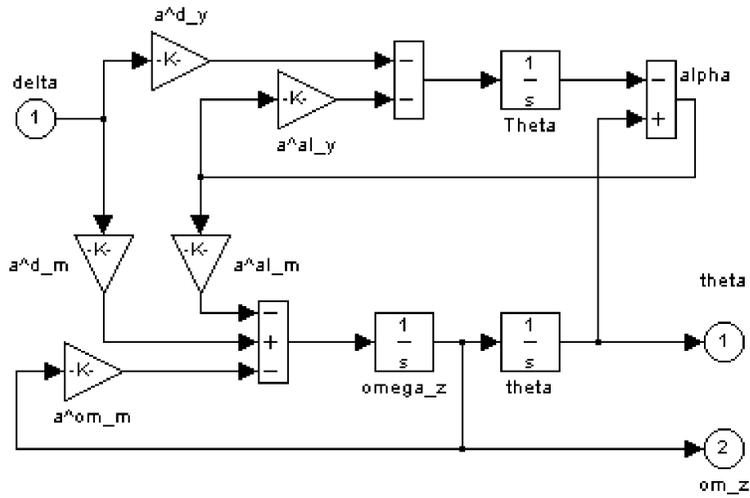 a^d_y
-K-
delta
1
-K-
a^al_y
−
−
1
s
Theta
−
+
alpha
-K-
a^d_m
-K-
a^al_m
theta
−
+
−
1
s
omega_z
1
s
theta
1
-K-
a^om_m
2
om_z